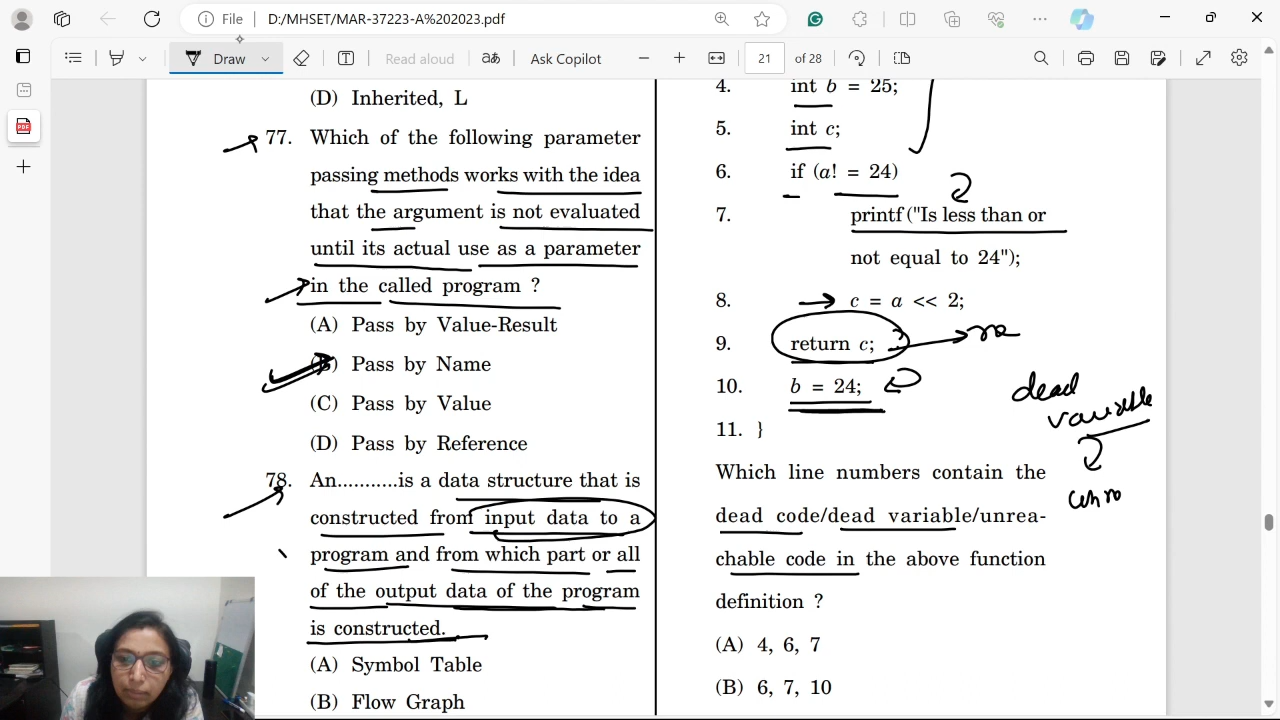 File D:/MHSET/MAR-37223-A%202023.pdf
Draw Read aloud aあ Ask Copilot 21 of 28
(D) Inherited, L
77. Which of the following parameter
passing methods works with the idea
that the argument is not evaluated
until its actual use as a parameter
in the called program ?
(A) Pass by Value-Result
) Pass by Name
(C) Pass by Value
(D) Pass by Reference
78. An...........is a data structure that is
constructed from input data to a
program and from which part or all
of the output data of the program
is constructed.
(A) Symbol Table
(B) Flow Graph
4. int b = 25;
5. int c;
6. if (a! = 24)
7. printf ("Is less than or
not equal to 24");
8. c = a << 2;
9. return c;
10. b = 24;
11. }
dead
variable
Which line numbers contain the
dead code/dead variable/unrea-
chable code in the above function
definition ?
(A) 4, 6, 7
(B) 6, 7, 10